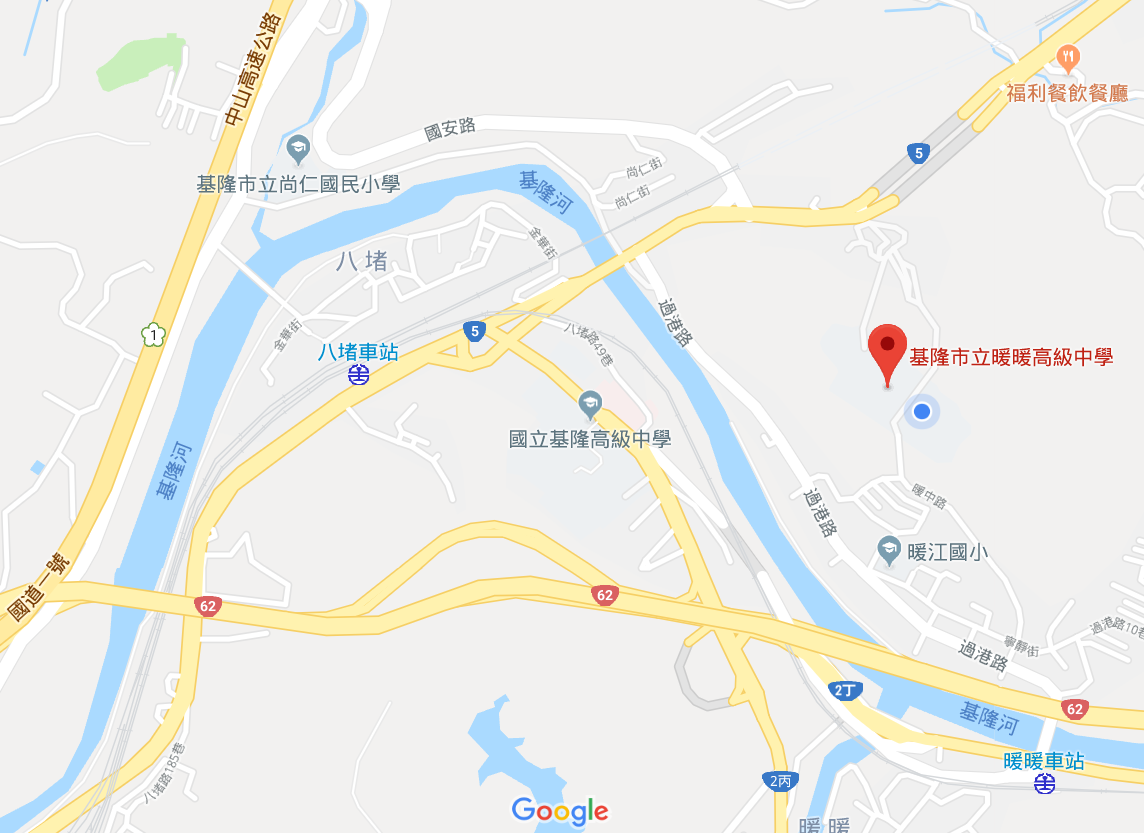 中山高速公路
國安路
福利餐飲餐廳
5
基隆市立尚仁國民小學
尚仁街
尚仁街
基隆河
金華街
八堵
過港路
1
金華街
5
八堵路49巷
八堵車站
基隆市立暖暖高級中學
國立基隆高級中學
基隆河
暖中路
過港路
暖江國小
國道一號
62
62
過港路10巷
寧靜街
過港路
2丁
62
基隆河
八堵路185巷
暖暖車站
2丙
Google
暖暖